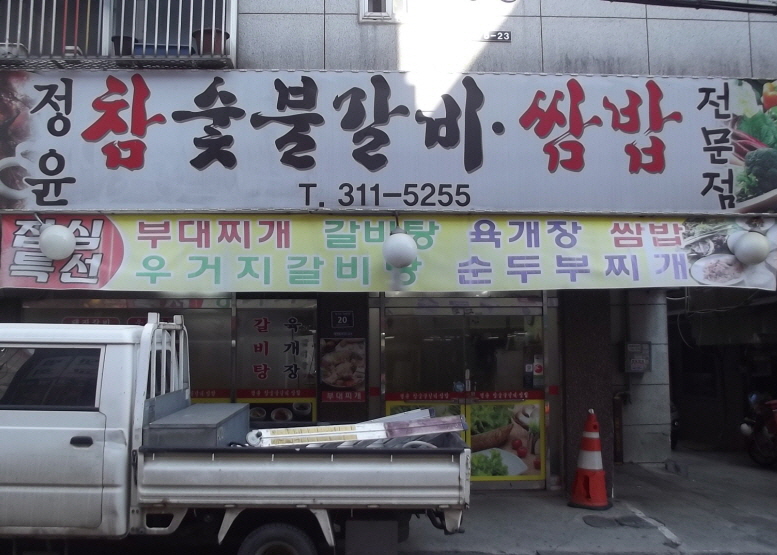 정윤 참숯불갈비·쌈밥 전문점
T. 311-5255
점심특선
부대찌개 갈비탕 육개장 쌈밥
우거지갈비탕 순두부찌개
갈비탕
육개장
20
부대찌개